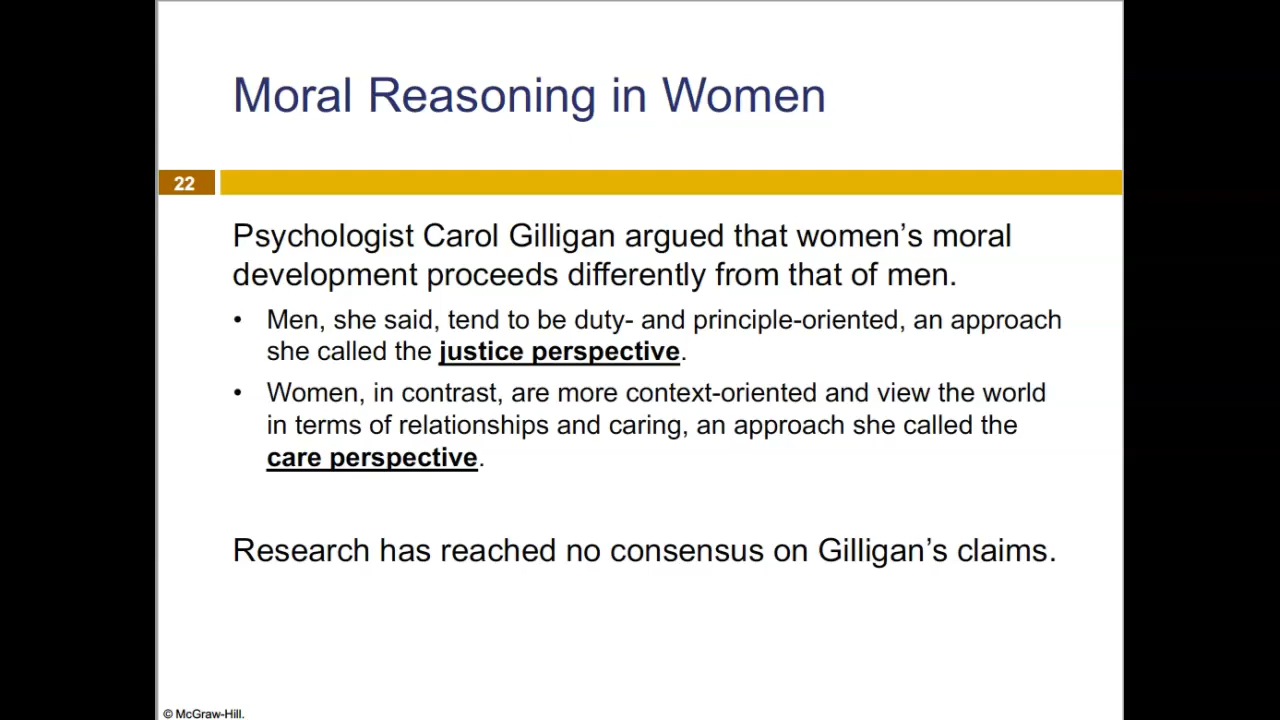 Moral Reasoning in Women
22
Psychologist Carol Gilligan argued that women’s moral
development proceeds differently from that of men.
• Men, she said, tend to be duty- and principle-oriented, an approach
she called the justice perspective.
• Women, in contrast, are more context-oriented and view the world
in terms of relationships and caring, an approach she called the
care perspective.
Research has reached no consensus on Gilligan’s claims.
© McGraw-Hill.